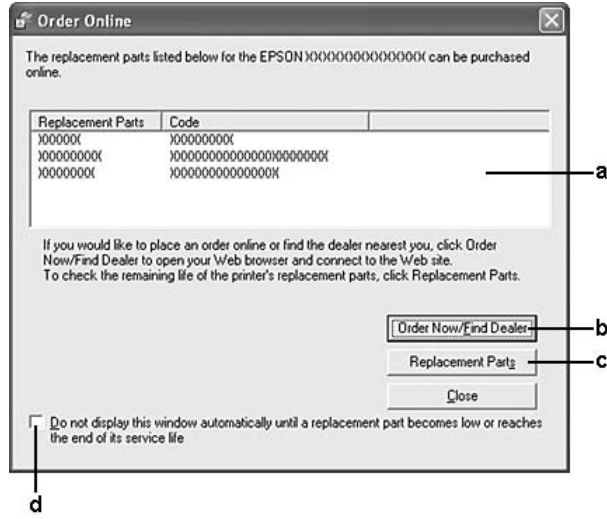 Order Online
The replacement parts listed below for the EPSON XXXXXXXXXXXXXXX can be purchased
online.
Replacement Parts Code
XXXXXX XXXXXXXXX
XXXXXXXXX XXXXXXXXXXXXXXXXXXXXXX
XXXXXXXX XXXXXXXXXXXXXXX
a
If you would like to place an order online or find the dealer nearest you, click Order
Now/Find Dealer to open your Web browser and connect to the Web site.
To check the remaining life of the printer's replacement parts, click Replacement Parts.
Order Now/Find Dealer
b
Replacement Parts
c
Close
Do not display this window automatically until a replacement part becomes low or reaches
the end of its service life
d